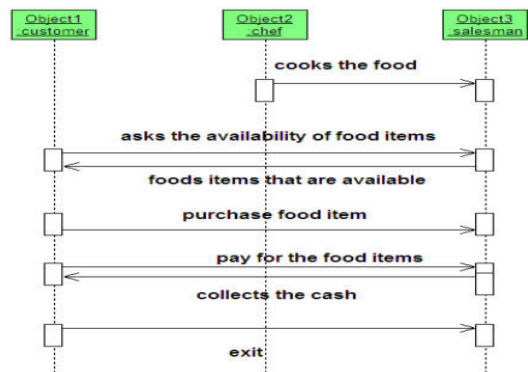 Object1
:customer
Object2
:chef
Object3
:salesman
cooks the food
asks the availability of food items
foods items that are available
purchase food item
pay for the food items
collects the cash
exit